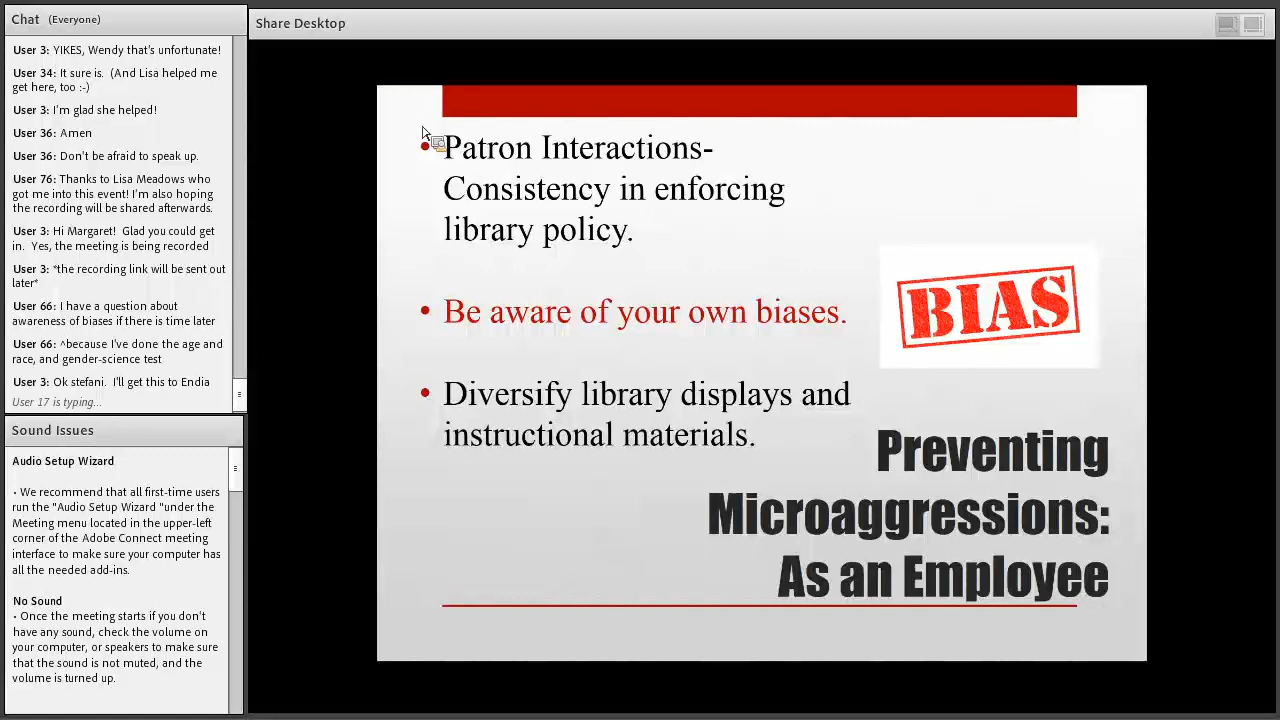 Chat (Everyone)
User 3: YIKES, Wendy that's unfortunate!
User 34: It sure is. (And Lisa helped me
get here, too :-)
User 3: I'm glad she helped!
User 36: Amen
User 36: Don't be afraid to speak up.
User 76: Thanks to Lisa Meadows who
got me into this event! I'm also hoping
the recording will be shared afterwards.
User 3: Hi Margaret! Glad you could get
in. Yes, the meeting is being recorded
User 3: *the recording link will be sent out
later*
User 66: I have a question about
awareness of biases if there is time later
User 66: ^because I've done the age and
race, and gender-science test
User 3: Ok stefani. I'll get this to Endia
User 17 is typing...
Sound Issues
Audio Setup Wizard
• We recommend that all first-time users
run the "Audio Setup Wizard "under the
Meeting menu located in the upper-left
corner of the Adobe Connect meeting
interface to make sure your computer has
all the needed add-ins.
No Sound
• Once the meeting starts if you don't
have any sound, check the volume on
your computer, or speakers to make sure
that the sound is not muted, and the
volume is turned up.
Share Desktop
• Patron Interactions-
Consistency in enforcing
library policy.
• Be aware of your own biases.
• Diversify library displays and
instructional materials.
BIAS
Preventing
Microaggressions:
As an Employee